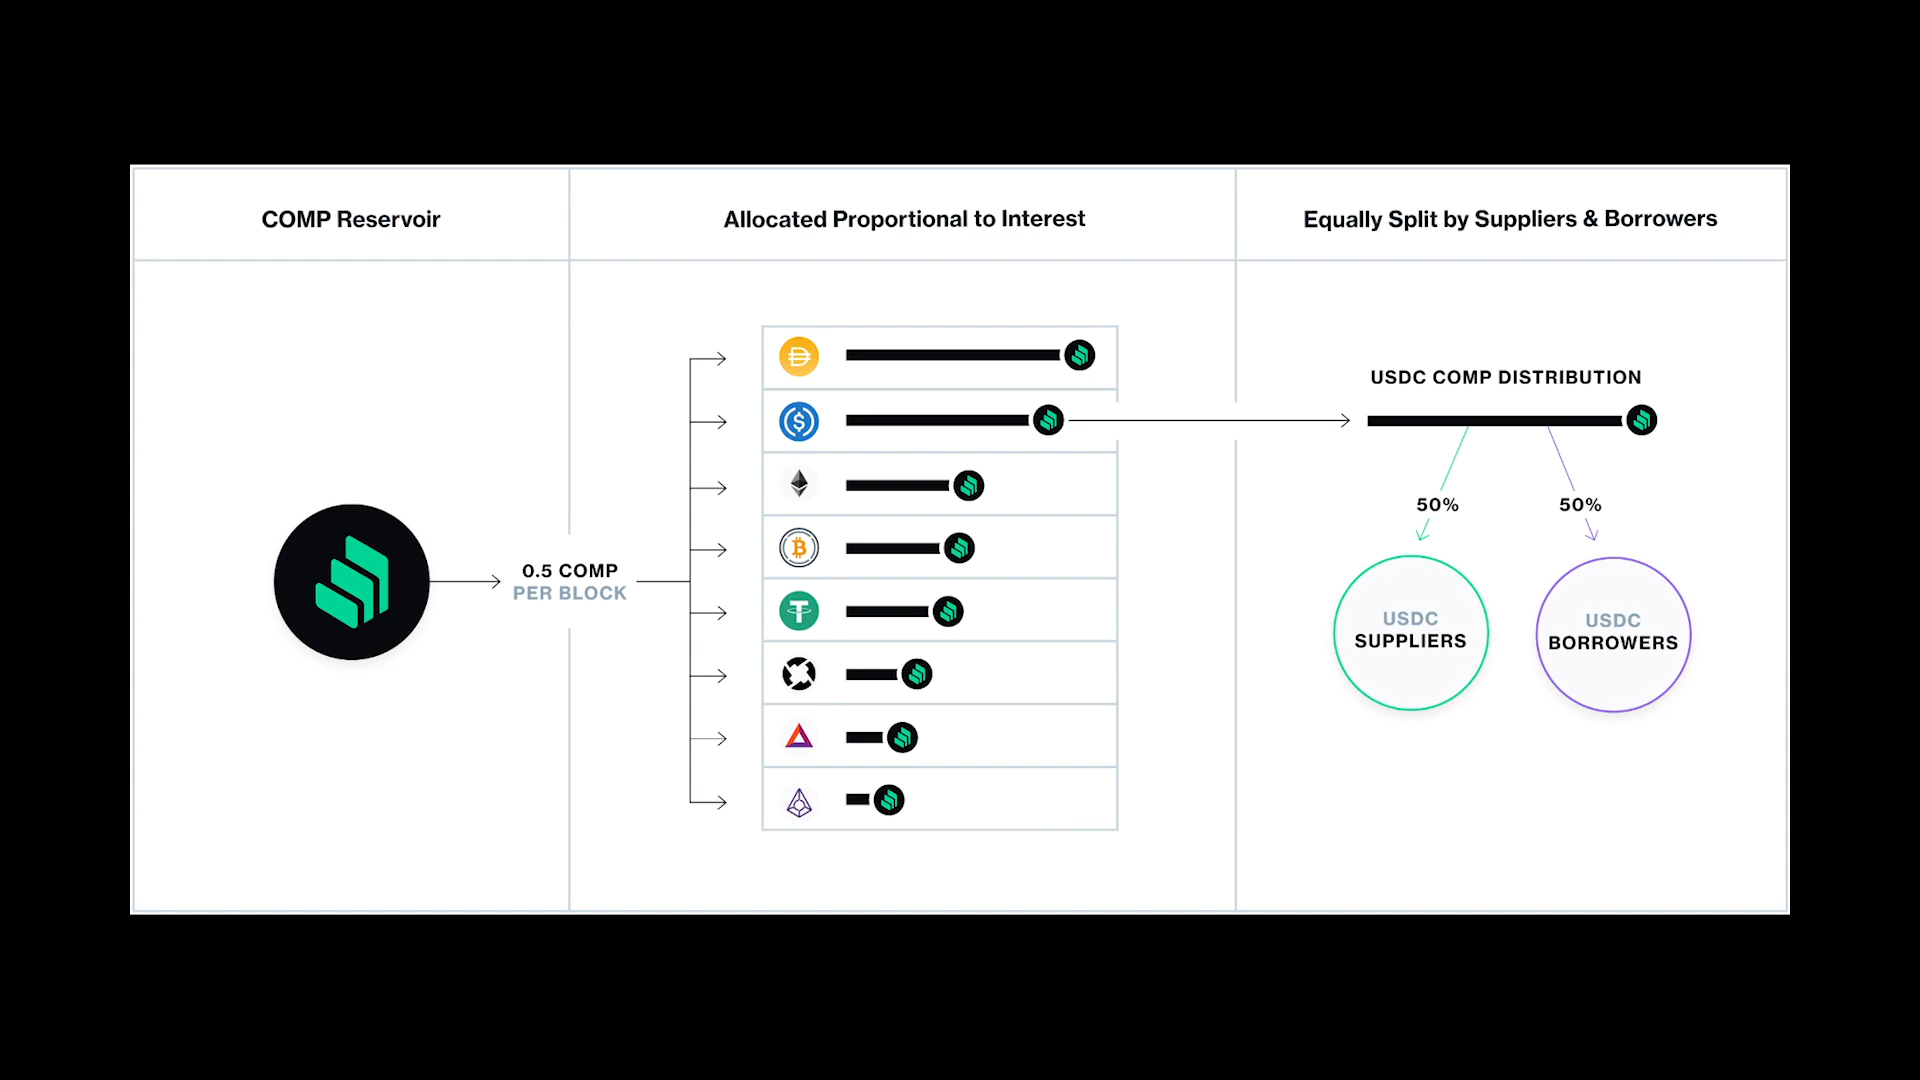 COMP Reservoir
Allocated Proportional to Interest
Equally Split by Suppliers & Borrowers
0.5 COMP
PER BLOCK
USDC COMP DISTRIBUTION
50%
50%
USDC
SUPPLIERS
USDC
BORROWERS